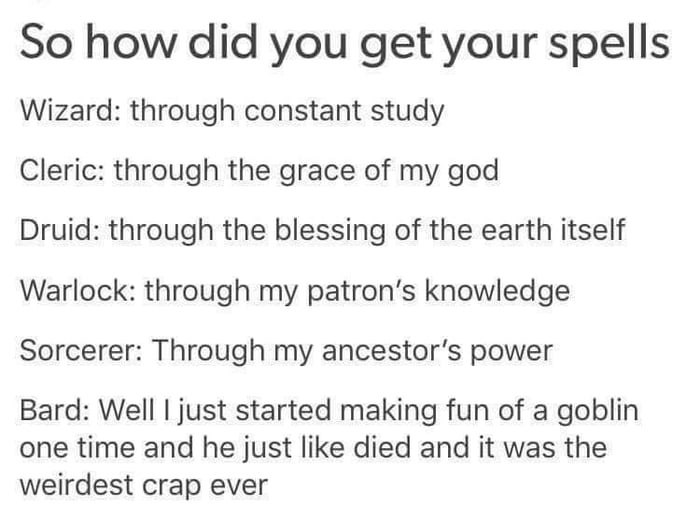 So how did you get your spells
Wizard: through constant study
Cleric: through the grace of my god
Druid: through the blessing of the earth itself
Warlock: through my patron’s knowledge
Sorcerer: Through my ancestor’s power
Bard: Well I just started making fun of a goblin
one time and he just like died and it was the
weirdest crap ever